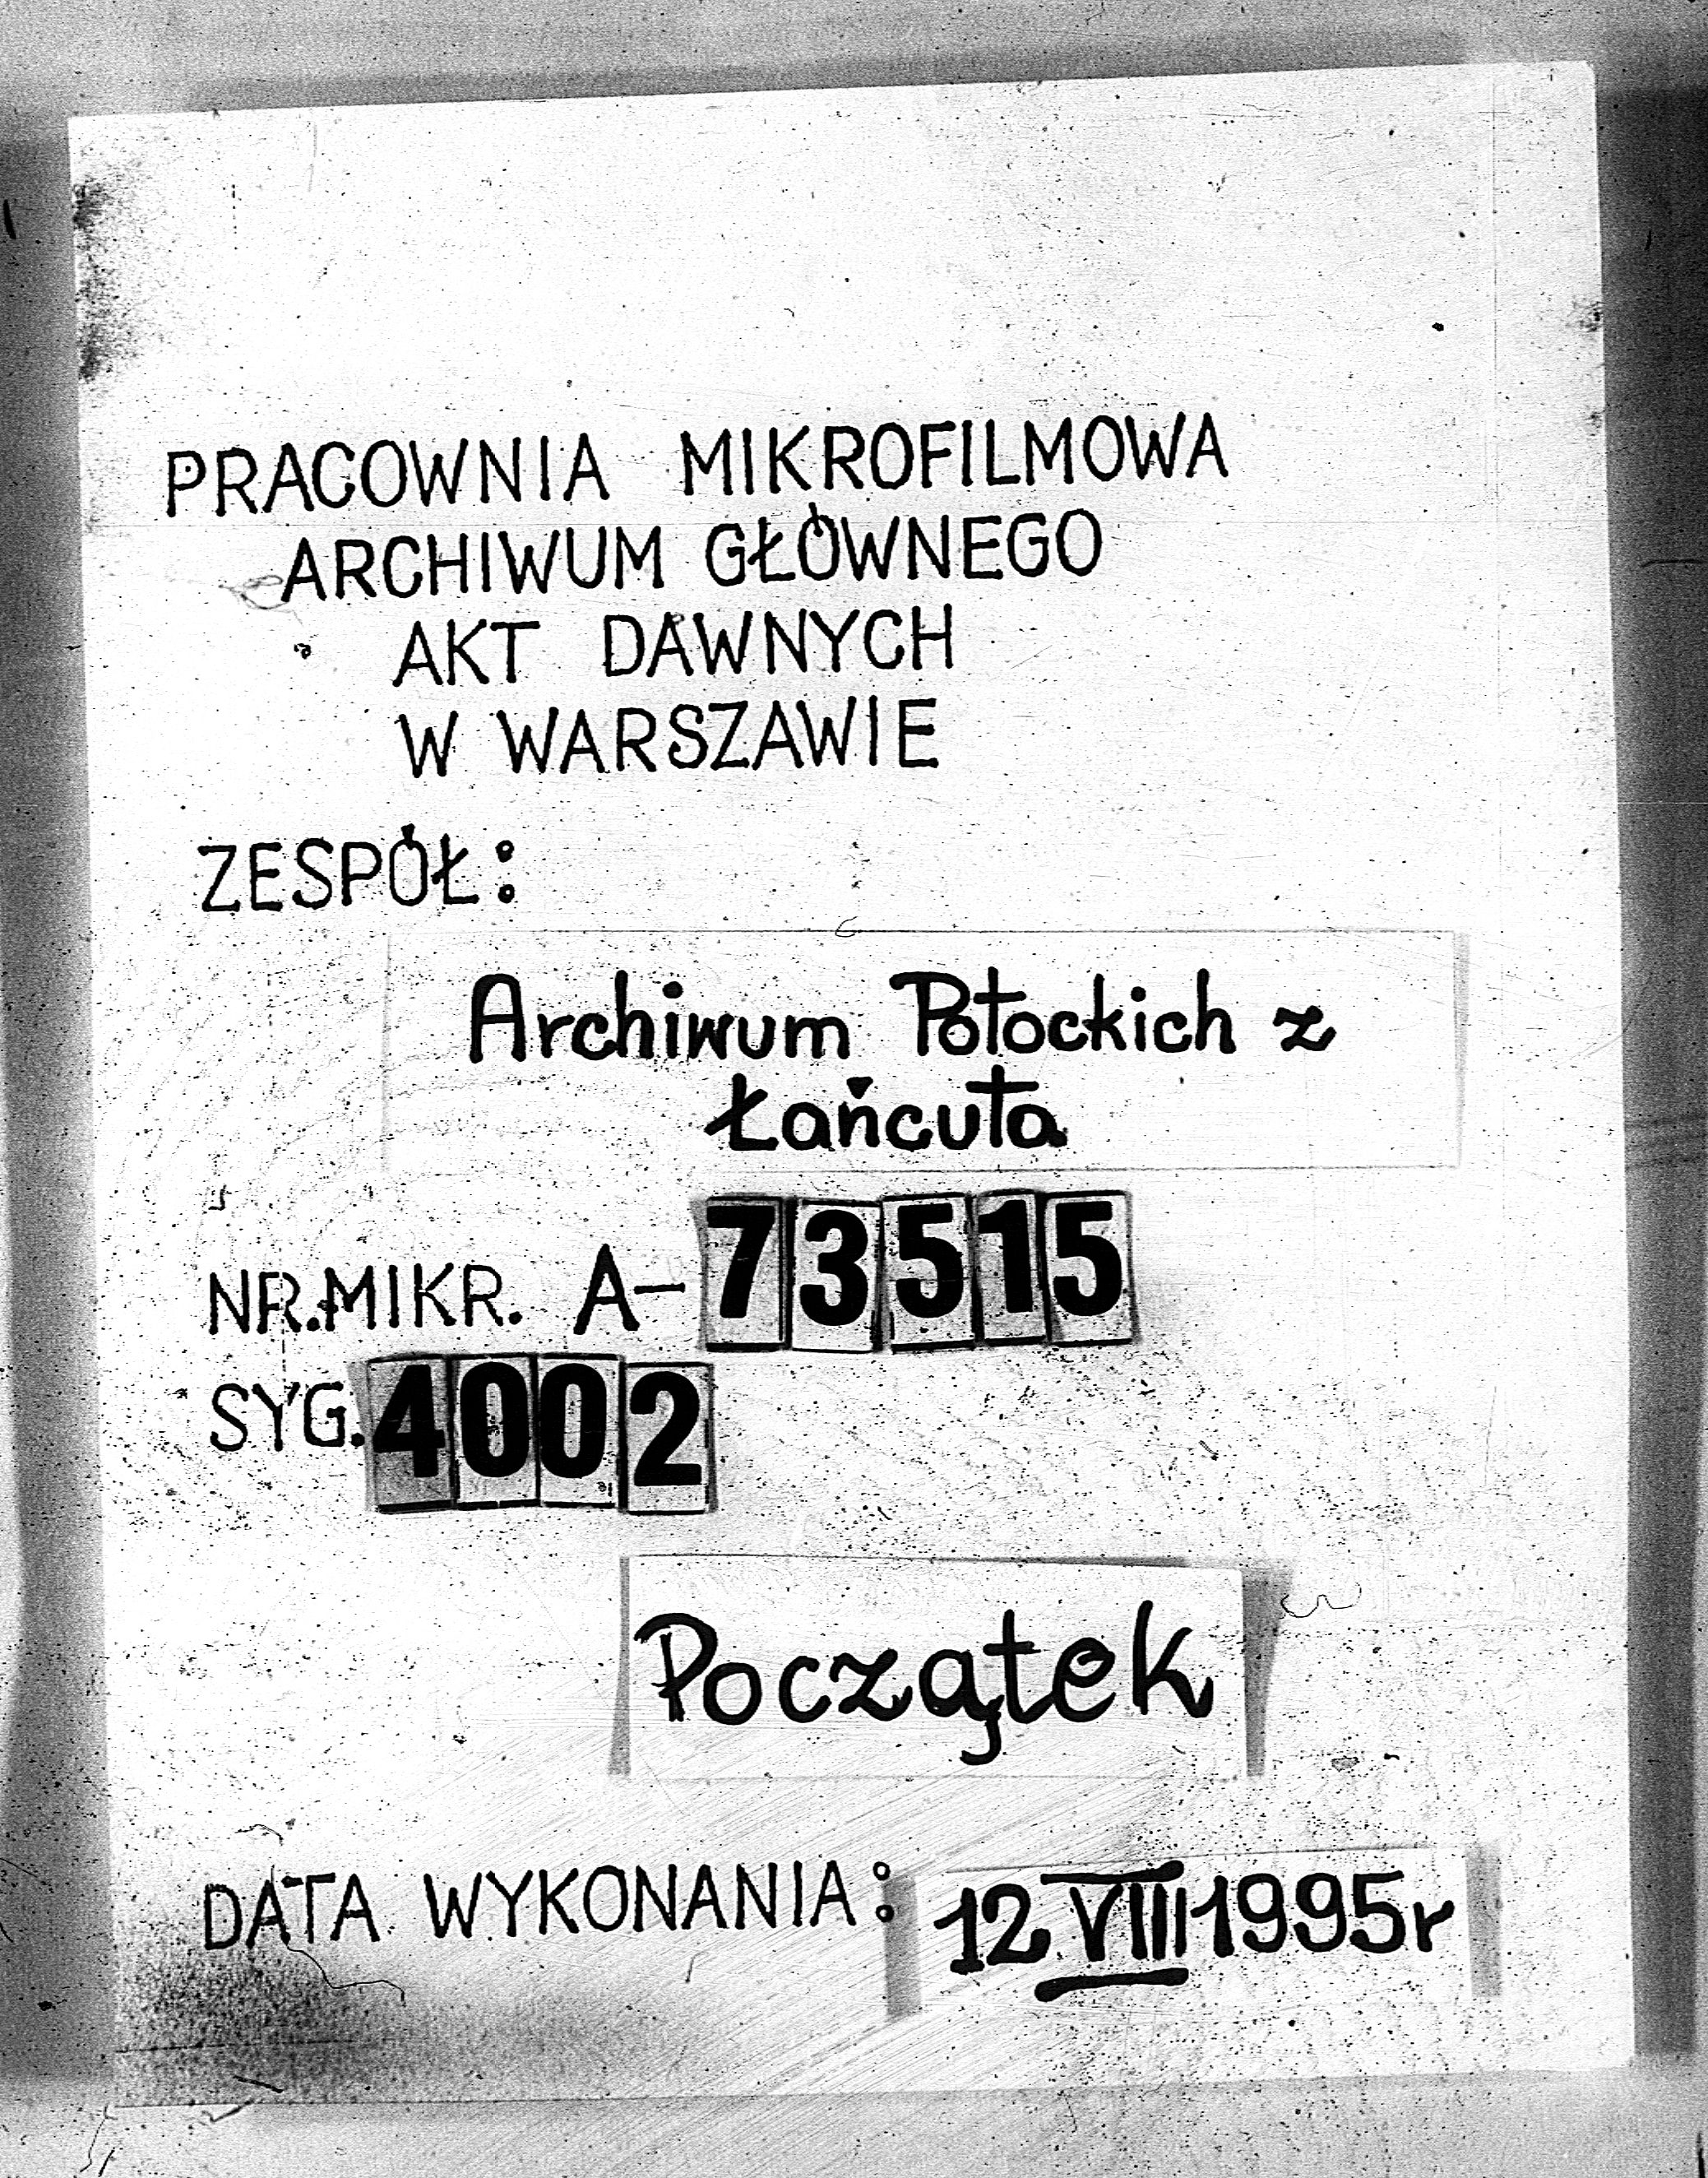 PRACOWNIA MIKROFILMOWA
ARCHIWUM GŁÓWNEGO
AKT DAWNYCH
W WARSZAWIE
ZESPÓŁ:
Archiwum Potockich z
Łańcuta
NR.MIKR. A-73515
SYG.4002
Początek
DATA WYKONANIA: 12 VIII 1995r